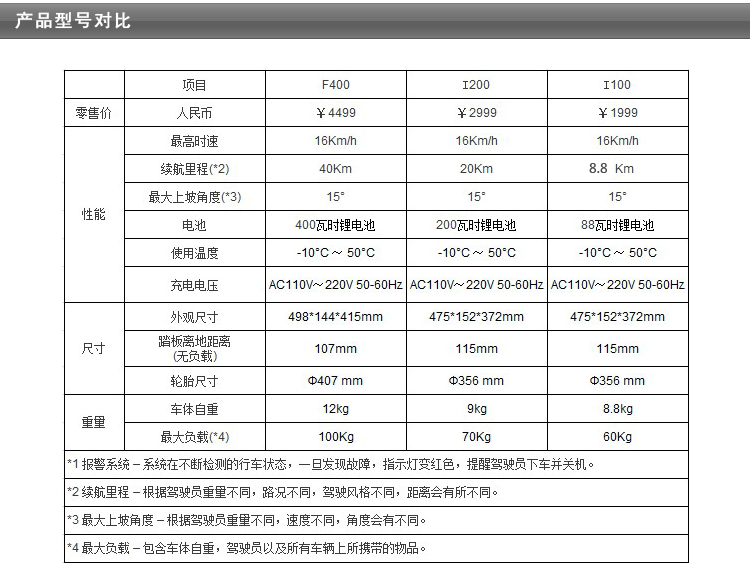 产品型号对比
项目 F400 I200 I100
零售价 人民币 ￥4499 ￥2999 ￥1999
最高时速 16Km/h 16Km/h 16Km/h
续航里程(*2) 40Km 20Km 8.8 Km
最大上坡角度(*3) 15° 15° 15°
性能 电池 400瓦时锂电池 200瓦时锂电池 88瓦时锂电池
使用温度 -10°C～ 50°C -10°C～ 50°C -10°C～ 50°C
充电电压 AC110V～220V 50-60Hz AC110V～220V 50-60Hz AC110V～220V 50-60Hz
外观尺寸 498*144*415mm 475*152*372mm 475*152*372mm
尺寸 踏板离地距离 107mm 115mm 115mm
(无负载)
轮胎尺寸 Φ407 mm Φ356 mm Φ356 mm
重量 车体自重 12kg 9kg 8.8kg
最大负载(*4) 100Kg 70Kg 60Kg
*1 报警系统 – 系统在不断检测的行车状态，一旦发现故障，指示灯变红色，提醒驾驶员下车并关机。
*2 续航里程 – 根据驾驶员重量不同，路况不同，驾驶风格不同，距离会有所不同。
*3 最大上坡角度 – 根据驾驶员重量不同，速度不同，角度会有不同。
*4 最大负载 – 包含车体自重，驾驶员以及所有车辆上所携带的物品。